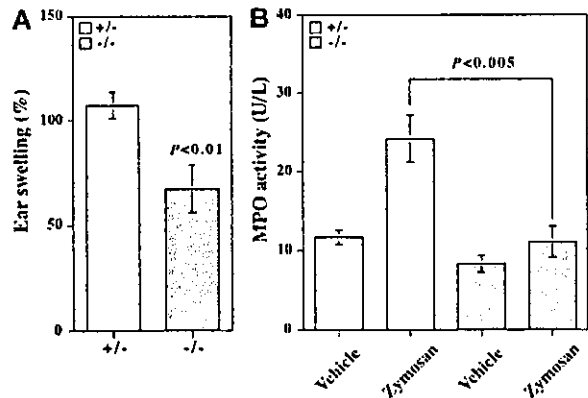 A
+/-
-/-
Ear swelling (%)
150
100
50
0
P<0.01
+/-
-/-
B
+/-
-/-
MPO activity (U/L)
40
30
20
10
0
P<0.005
Vehicle
Zymosan
Vehicle
Zymosan